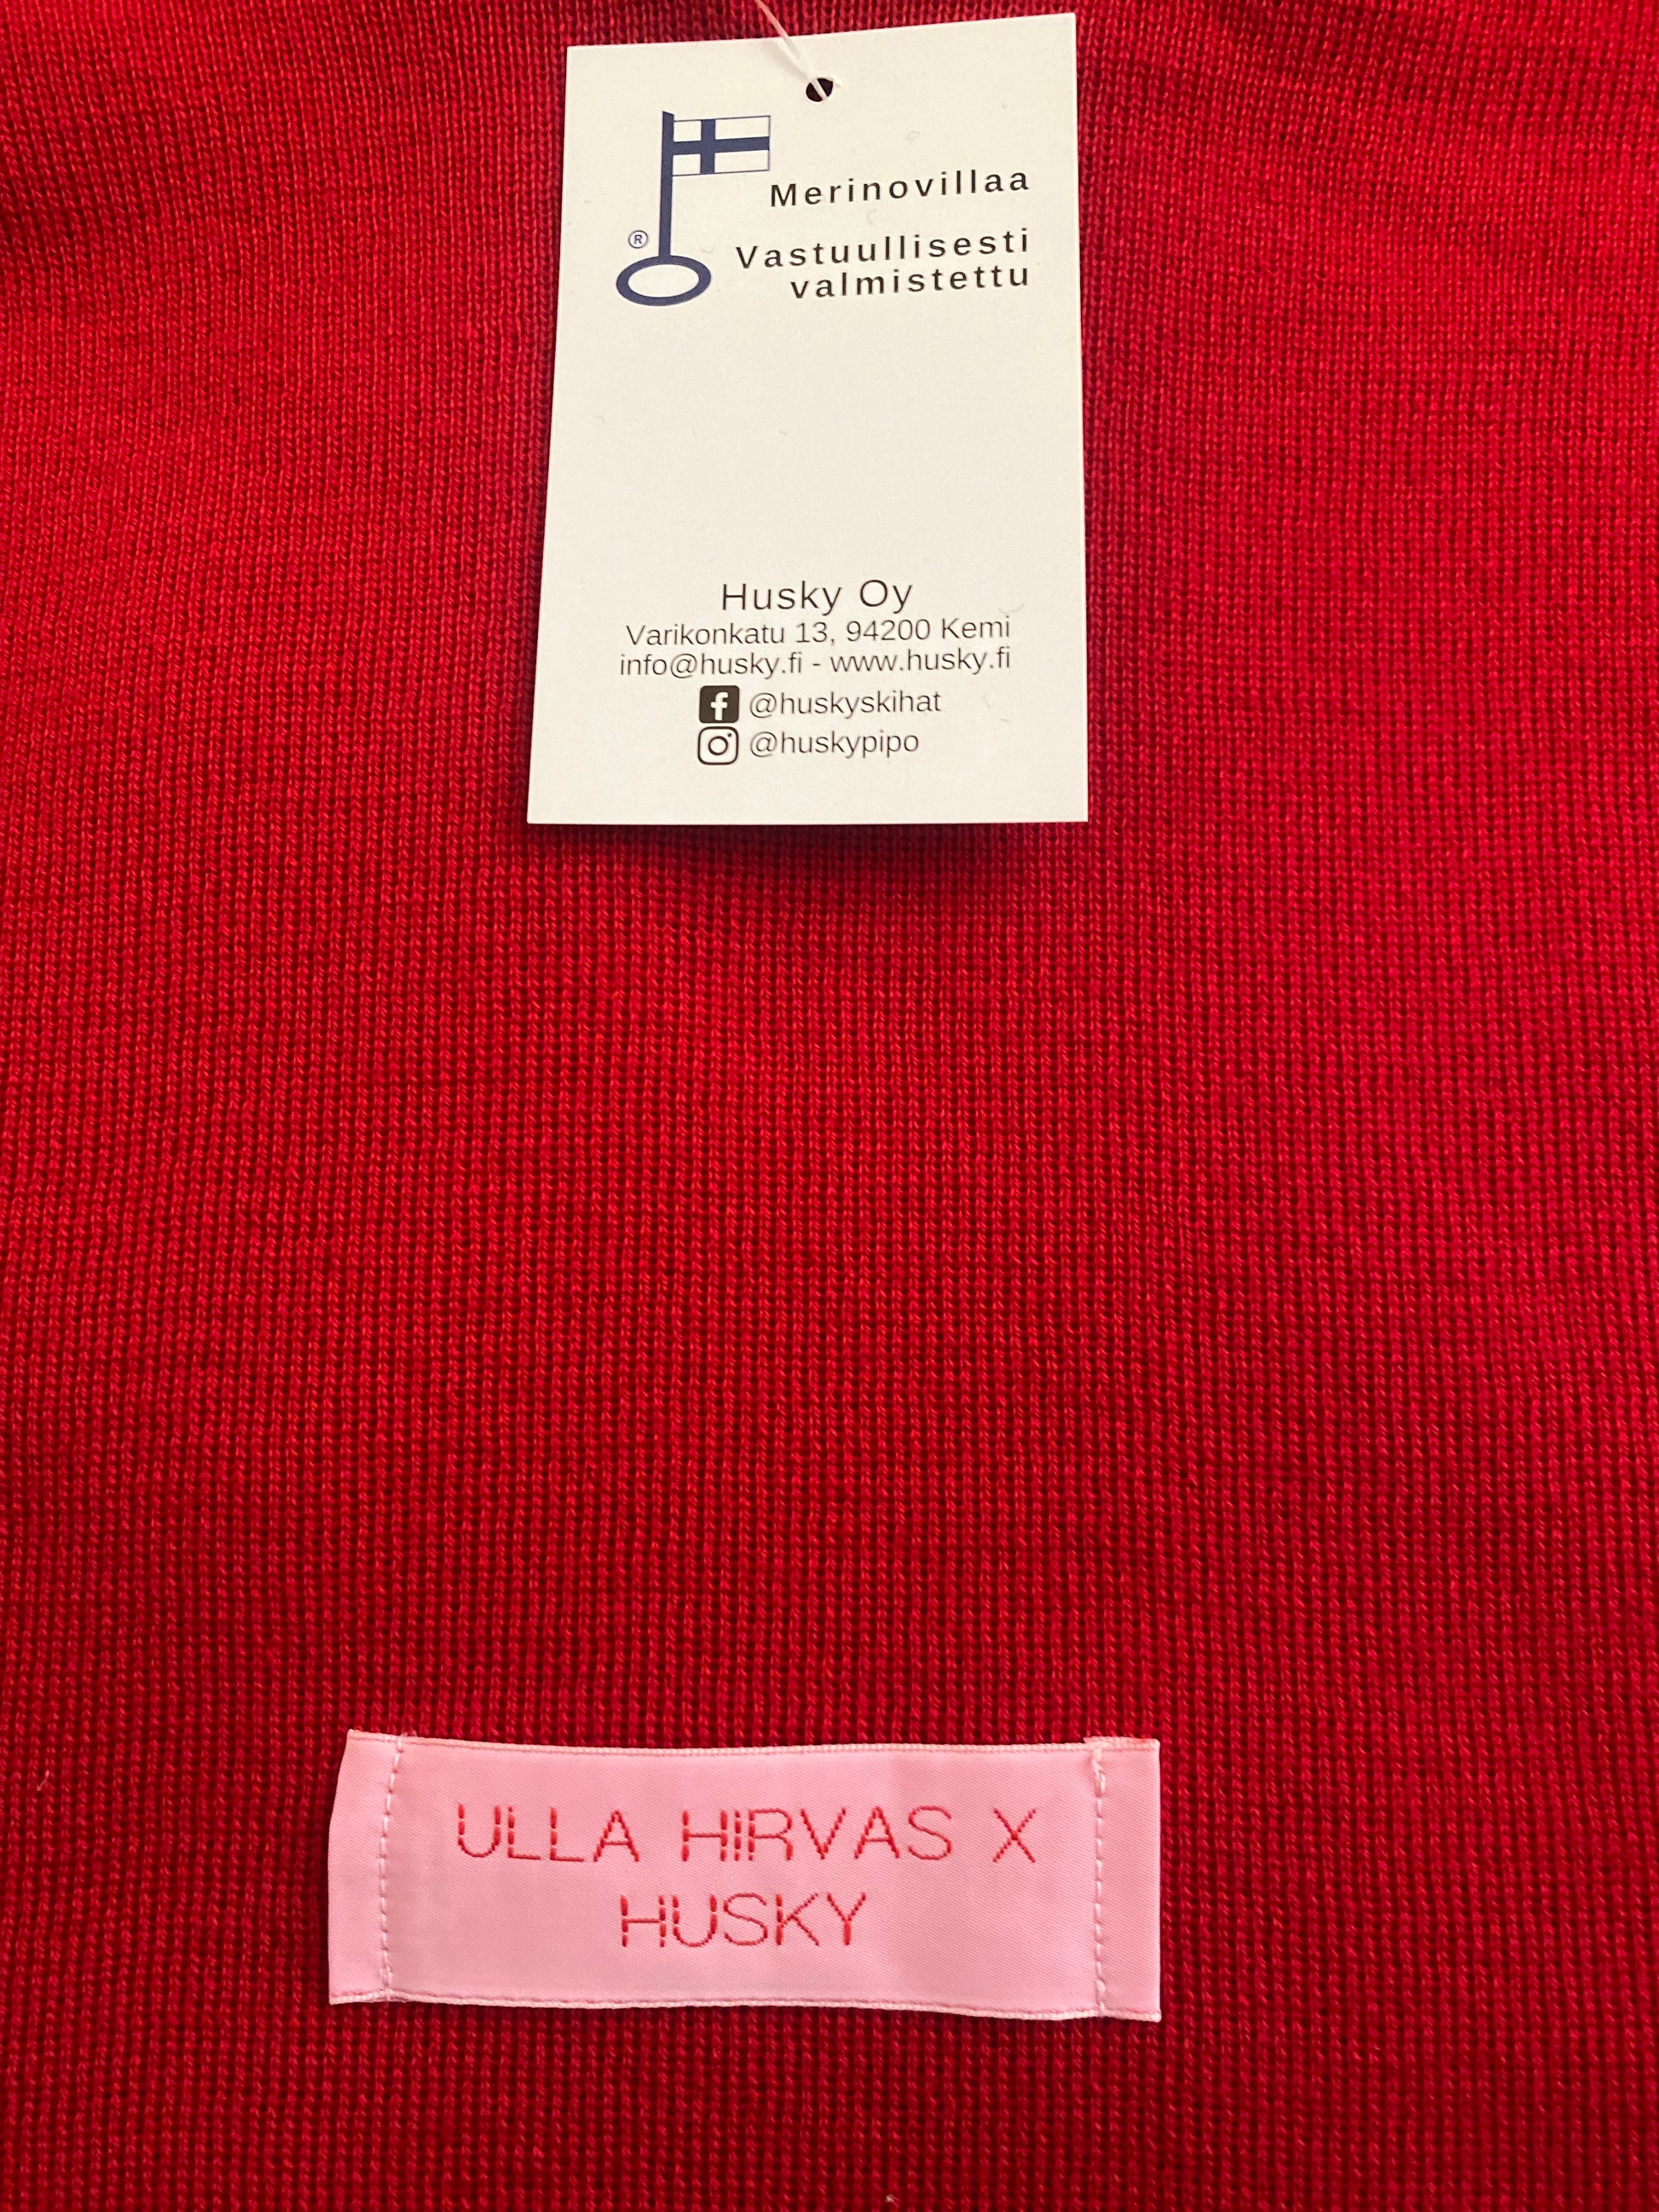 Merinovillaa
®
Vastuullisesti
valmistettu
Husky Oy
Varikonkatu 13, 94200 Kemi
info@husky.fi - www.husky.fi
@huskyskihat
@huskypipo
ULLA HIRVAS X
HUSKY